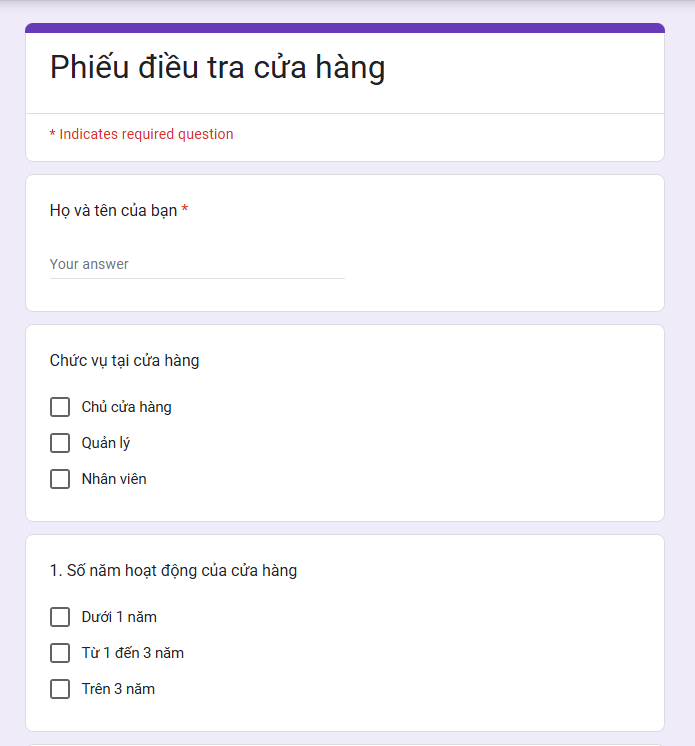 Phiếu điều tra cửa hàng
* Indicates required question
Họ và tên của bạn *
Your answer
Chức vụ tại cửa hàng
Chủ cửa hàng
Quản lý
Nhân viên
1. Số năm hoạt động của cửa hàng
Dưới 1 năm
Từ 1 đến 3 năm
Trên 3 năm